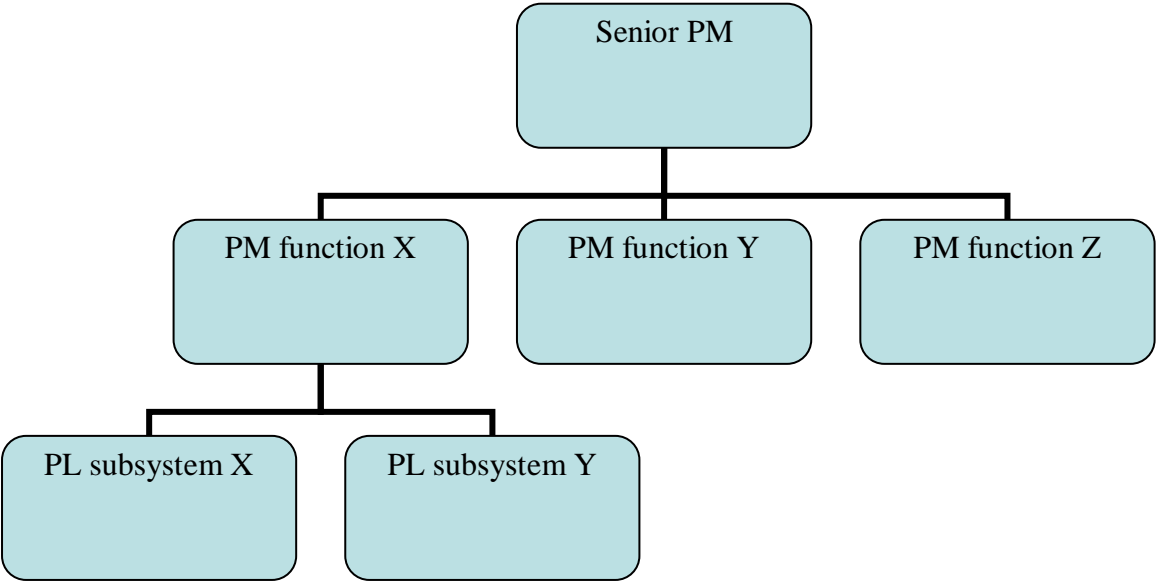 Senior PM
PM function X
PM function Y
PM function Z
PL subsystem X
PL subsystem Y